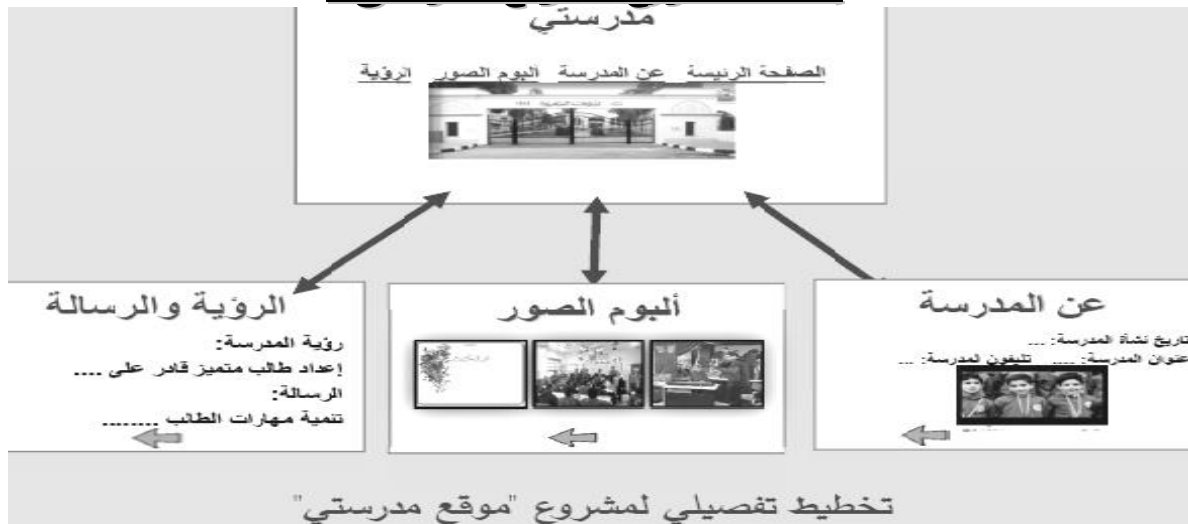 مدرستي
الصفحة الرئيسة عن المدرسة ألبوم الصور الرؤية
عن المدرسة
تاريخ نشأة المدرسة: ...
عنوان المدرسة: .... تليفون لمدرسة: ...
ألبوم الصور
الرؤية والرسالة
رؤية المدرسة:
إعداد طالب متميز قادر على ....
الرسالة:
تنمية مهارات الطالب ........
تخطيط تفصيلي لمشروع "موقع مدرستي"